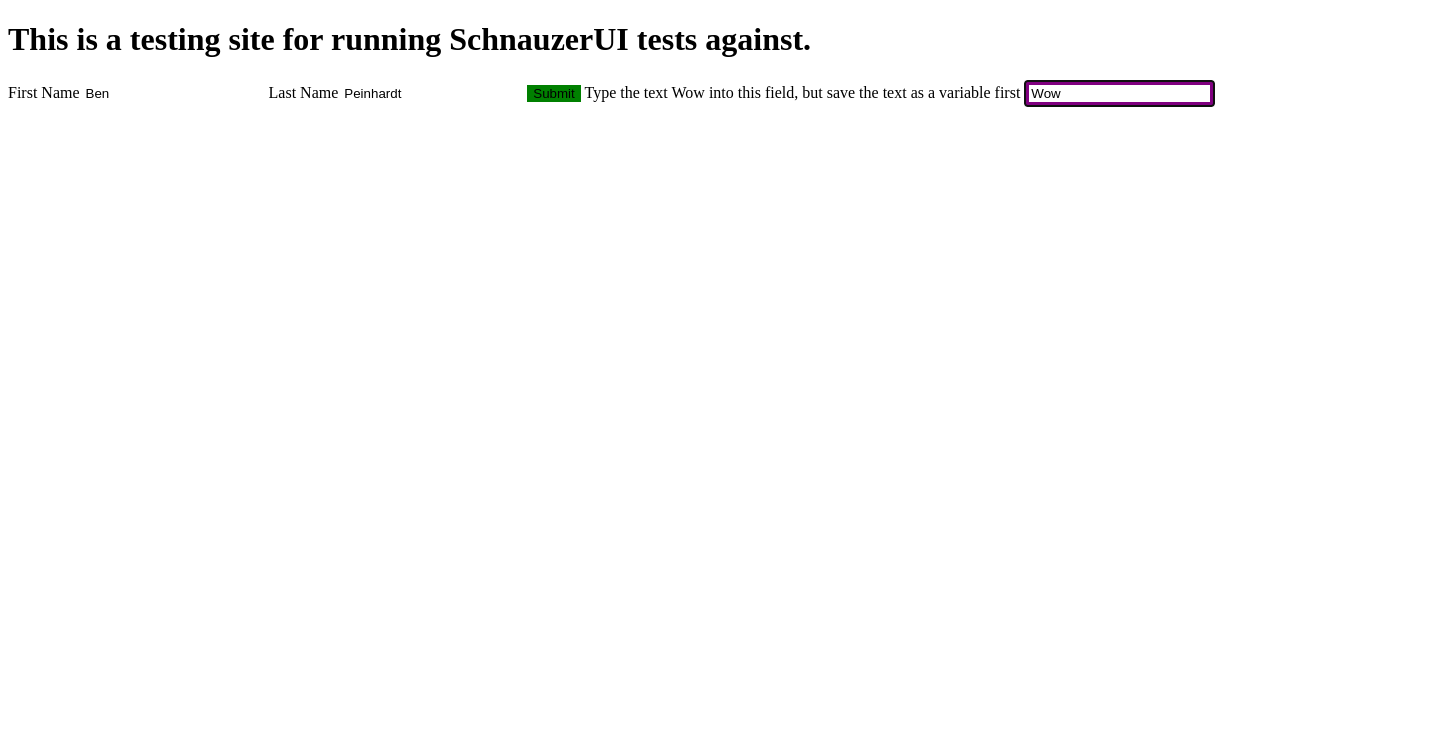 This is a testing site for running SchnauzerUI tests against.
First Name Ben Last Name Peinhardt Submit Type the text Wow into this field, but save the text as a variable first Wow